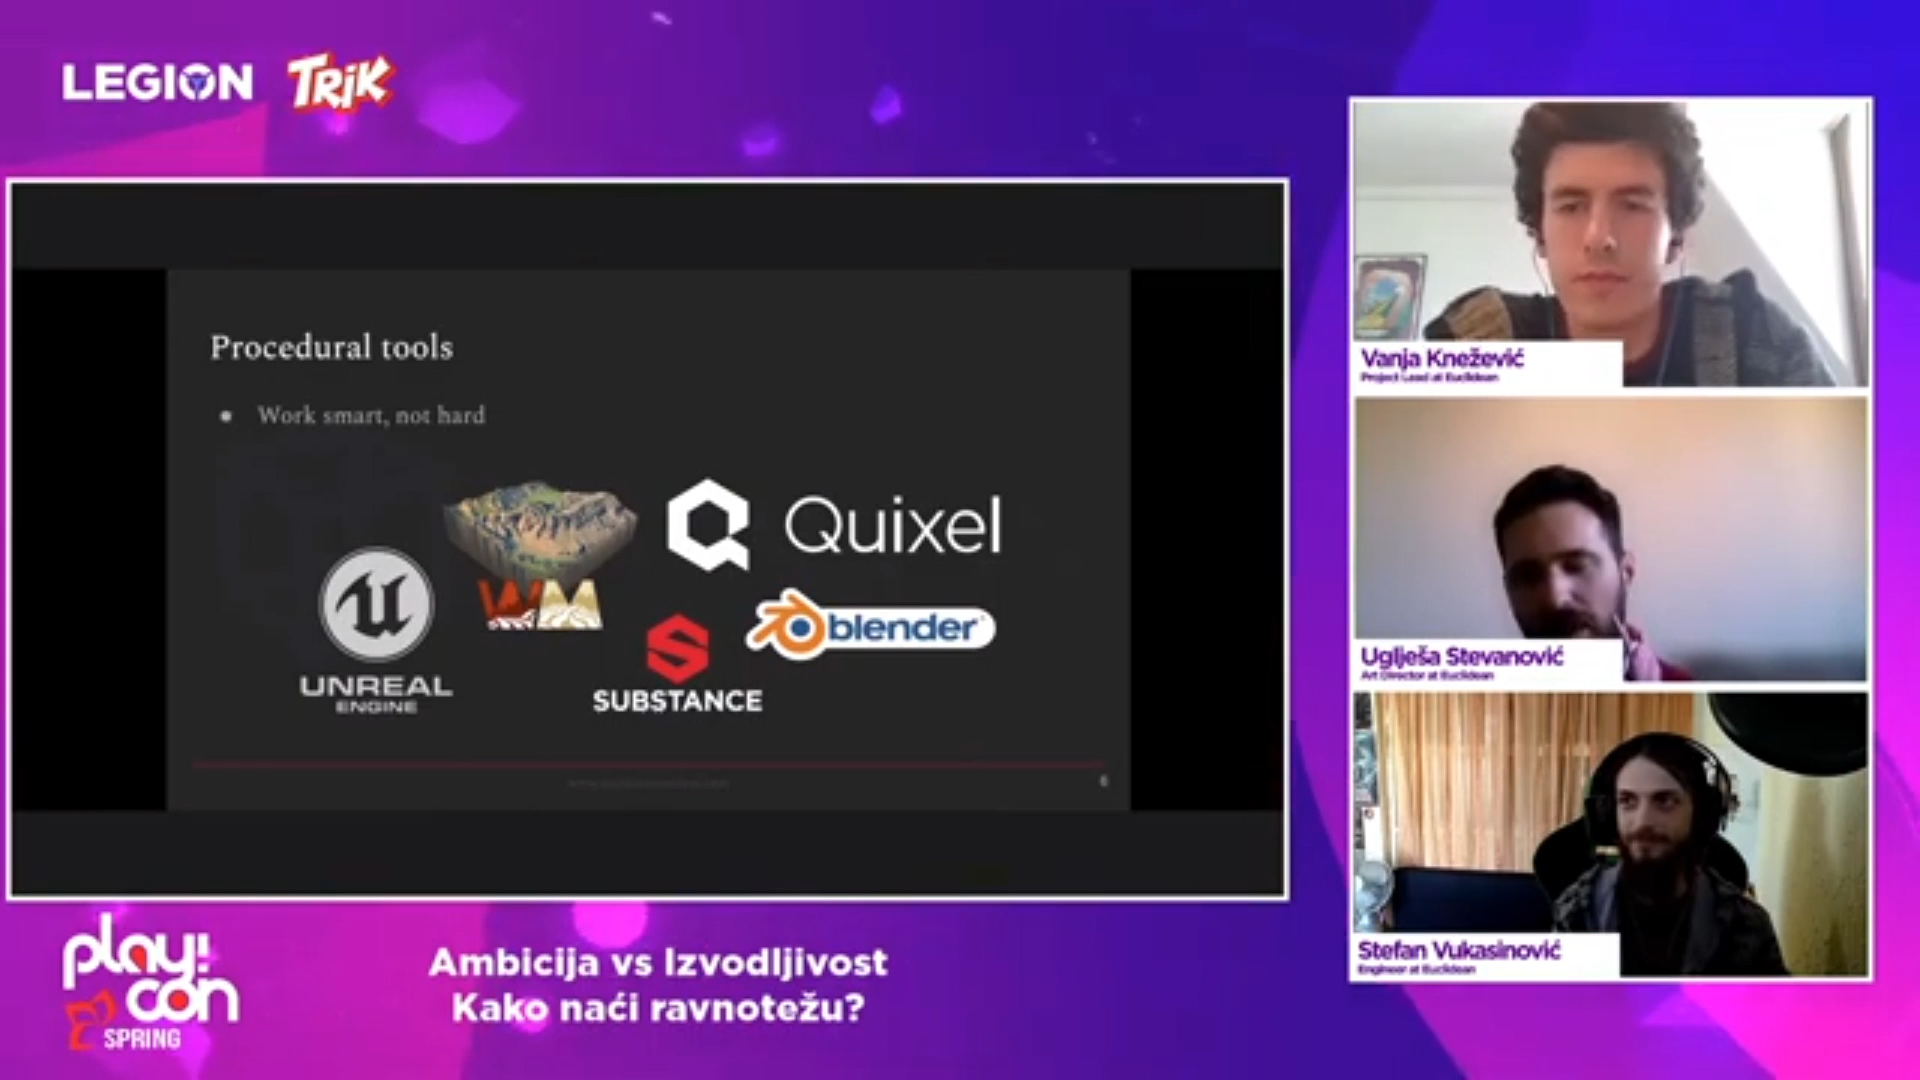 LEGION TRiK
Procedural tools
Work smart, not hard
Quixel
WM
UNREAL
ENGINE
blender
SUBSTANCE
6
Vanja Knežević
Project Lead at Euclidean
Uglješa Stevanović
Art Director at Euclidean
Stefan Vukasinović
Engineer at Euclidean
play!
con
SPRING
Ambicija vs Izvodljivost
Kako naći ravnotežu?